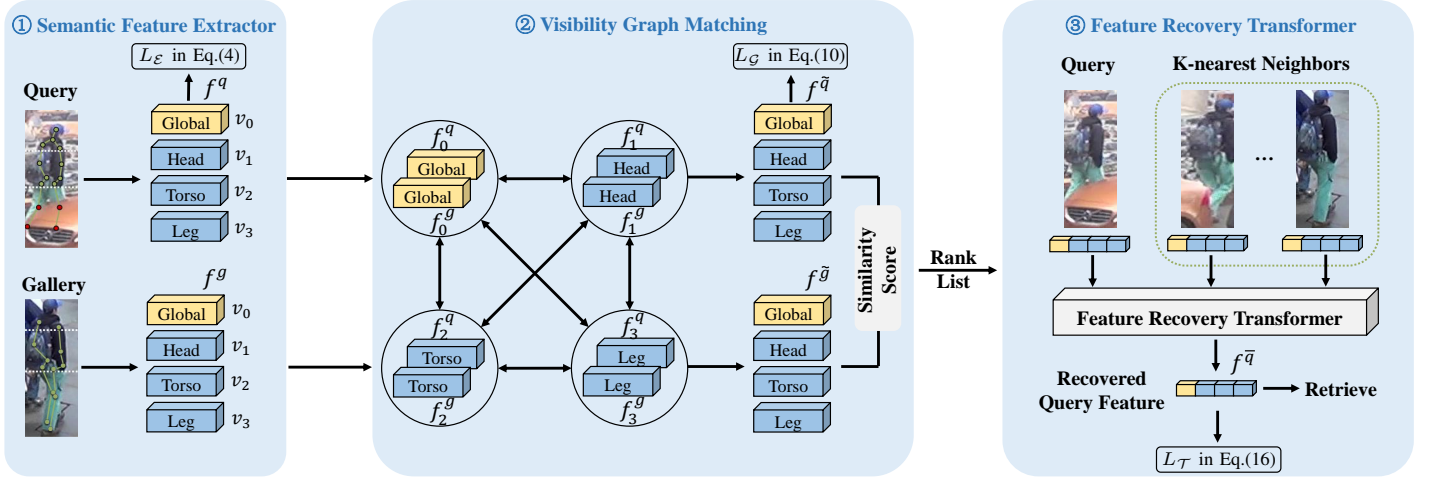 ① Semantic Feature Extractor
L_ℰ in Eq.(4)
f^q
Query
Global v_0
Head v_1
Torso v_2
Leg v_3
Gallery
f^g
Global v_0
Head v_1
Torso v_2
Leg v_3
② Visibility Graph Matching
f_0^q
Global
Global
f_0^g
f_1^q
Head
Head
f_1^g
f_2^q
Torso
Torso
f_2^g
f_3^q
Leg
Leg
f_3^g
L_𝒢 in Eq.(10)
f^q̃
Global
Head
Torso
Leg
f^g̃
Global
Head
Torso
Leg
Similarity
Score
Rank
List
③ Feature Recovery Transformer
Query
K-nearest Neighbors
...
Feature Recovery Transformer
f^q̅
Recovered
Query Feature
Retrieve
L_𝒯 in Eq.(16)